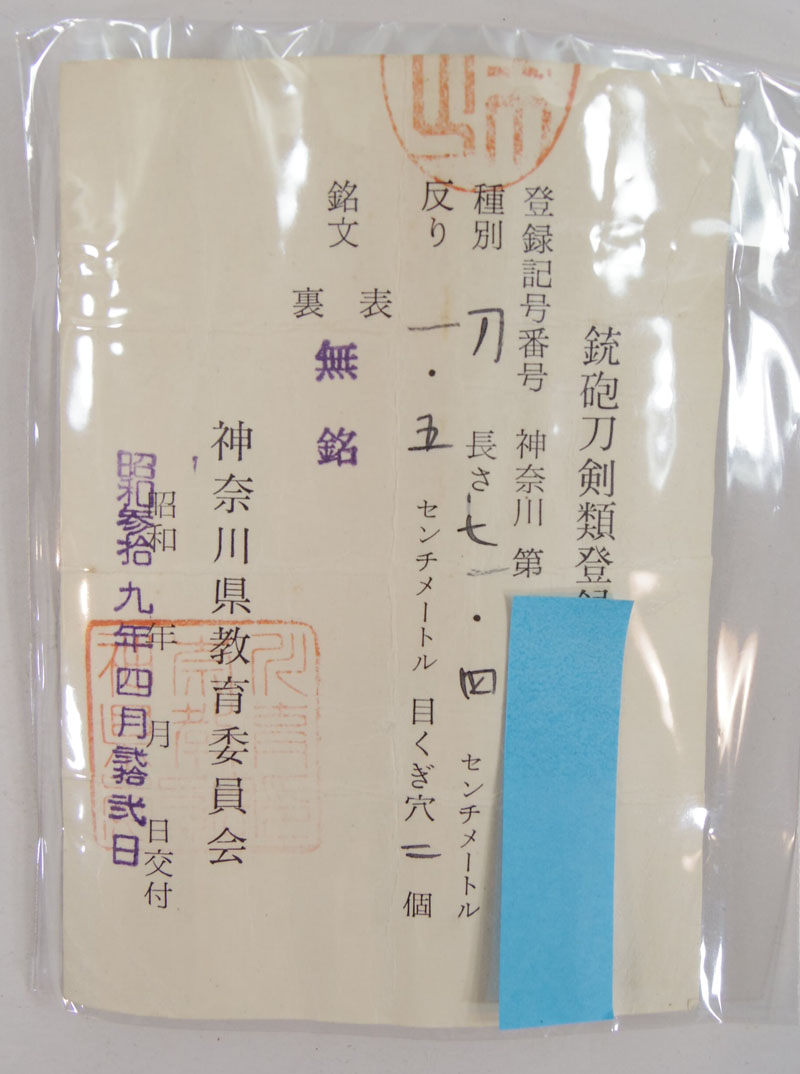 銃砲刀剣類登録
登録記号番号 神奈川 第
種別 刀 長さ 七一・四 センチメートル
反り 一・五 センチメートル 目くぎ穴 二 個
銘文 表
裏
無銘
神奈川県教育委員会
昭和 年 月 日交付
昭和参拾九年四月弐拾弐日